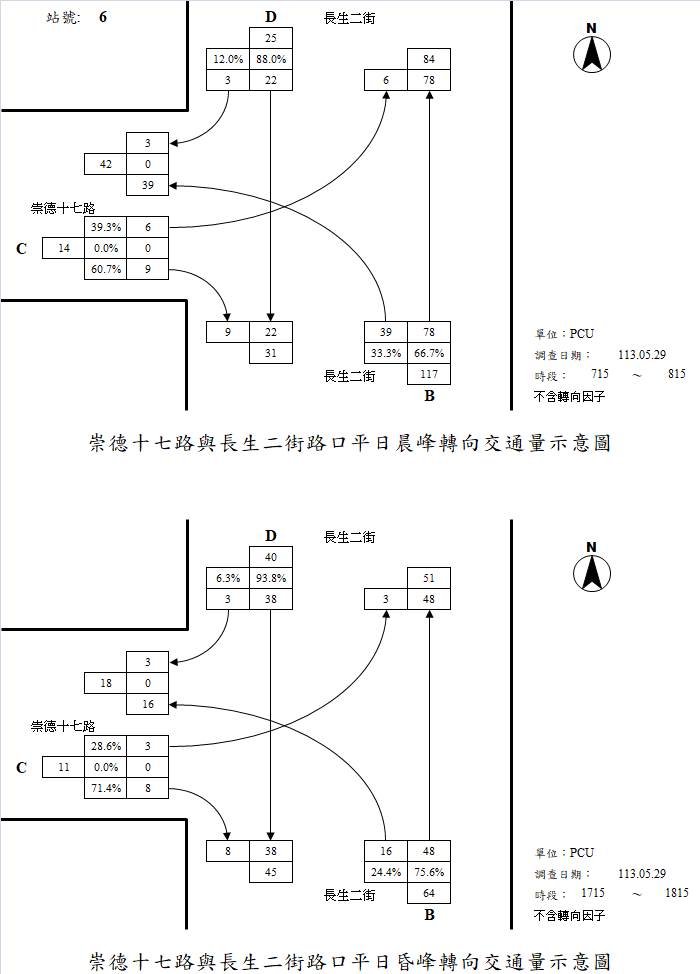 站號: 6
D 長生二街
N
25
12.0% 88.0%
3 22
84
6 78
3
42 0
39
崇德十七路
39.3% 6
C 14 0.0% 0
60.7% 9
9 22
31
39 78
33.3% 66.7%
117
長生二街
B
單位：PCU
調查日期： 113.05.29
時段： 715 ～ 815
不含轉向因子
崇德十七路與長生二街路口平日晨峰轉向交通量示意圖
D 長生二街
N
40
6.3% 93.8%
3 38
51
3 48
3
18 0
16
崇德十七路
28.6% 3
C 11 0.0% 0
71.4% 8
8 38
45
16 48
24.4% 75.6%
64
長生二街
B
單位：PCU
調查日期： 113.05.29
時段： 1715 ～ 1815
不含轉向因子
崇德十七路與長生二街路口平日昏峰轉向交通量示意圖